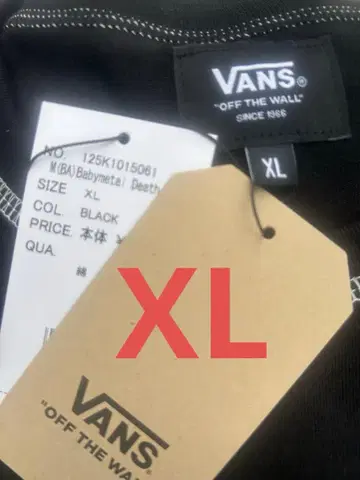 VANS®
"OFF THE WALL"
SINCE 1966
XL
NO. 125K1015061
M(BA)Babymetal Death
SIZE XL
COL. BLACK
PRICE. 本体 ¥
QUA.
綿
XL
VANS
"OFF THE WALL